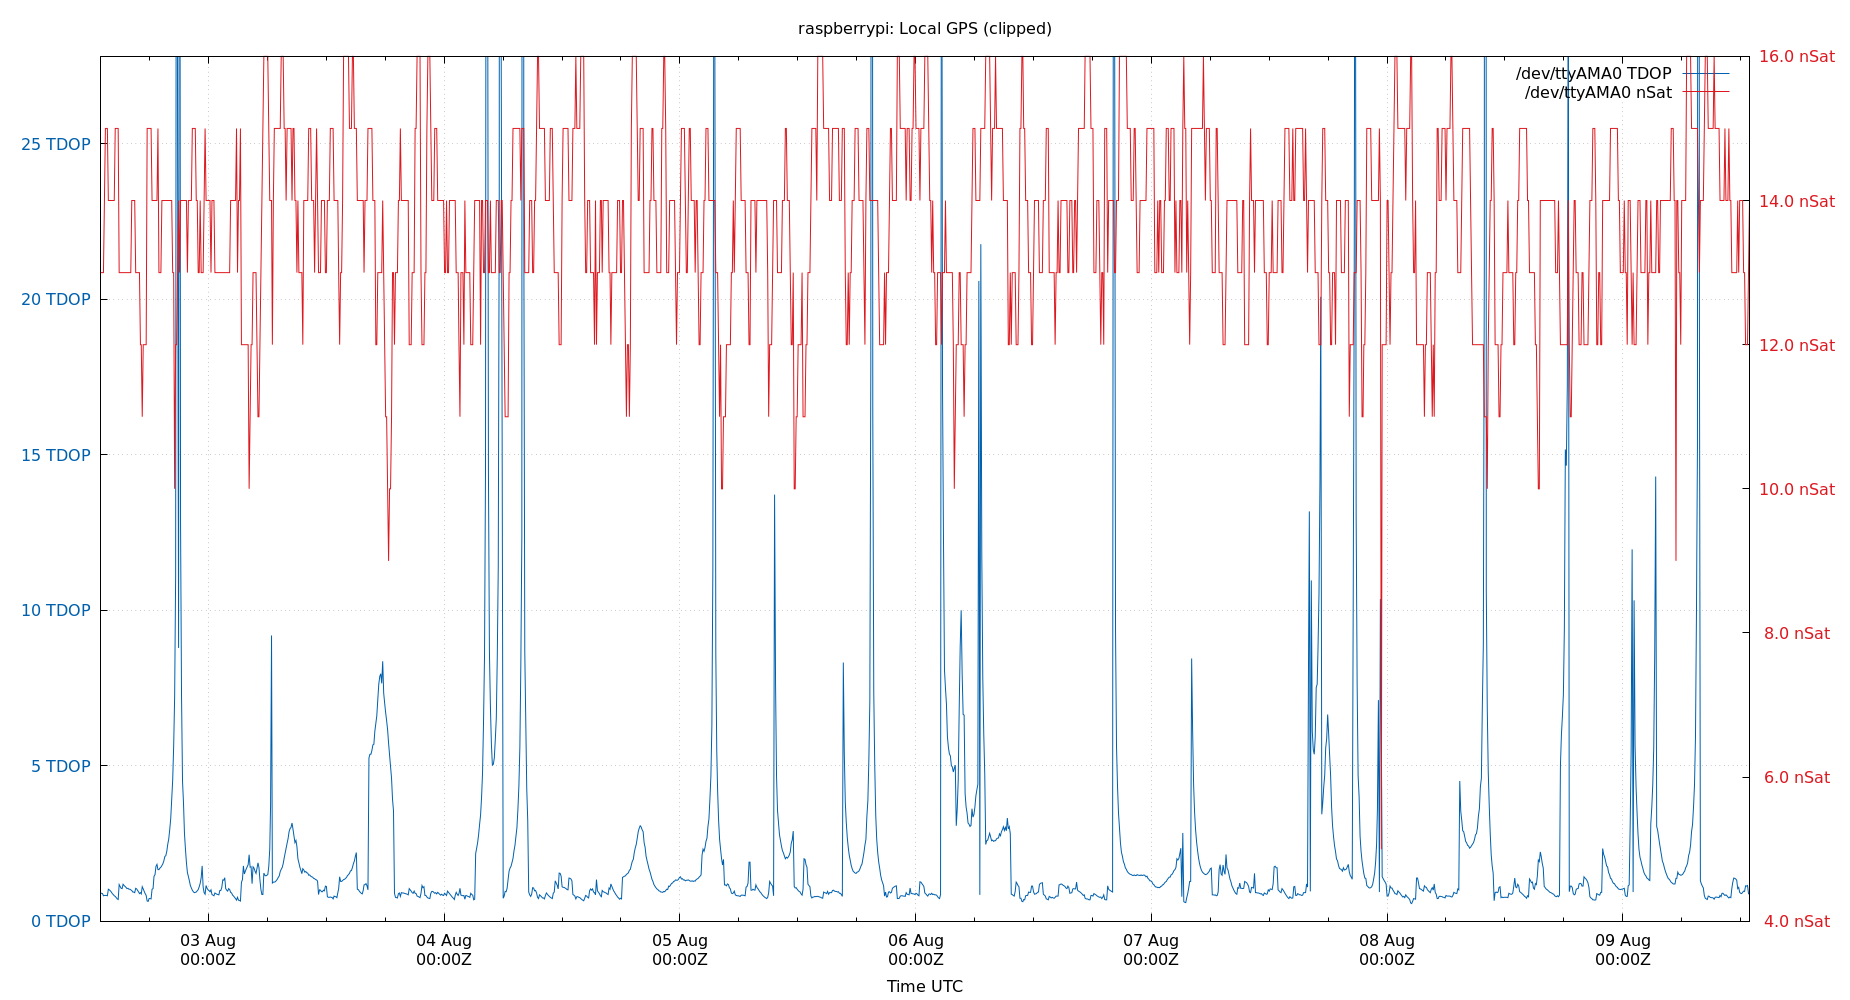 raspberrypi: Local GPS (clipped)
/dev/ttyAMA0 TDOP
/dev/ttyAMA0 nSat
25 TDOP
20 TDOP
15 TDOP
10 TDOP
5 TDOP
0 TDOP
16.0 nSat
14.0 nSat
12.0 nSat
10.0 nSat
8.0 nSat
6.0 nSat
4.0 nSat
03 Aug
00:00Z
04 Aug
00:00Z
05 Aug
00:00Z
06 Aug
00:00Z
07 Aug
00:00Z
08 Aug
00:00Z
09 Aug
00:00Z
Time UTC